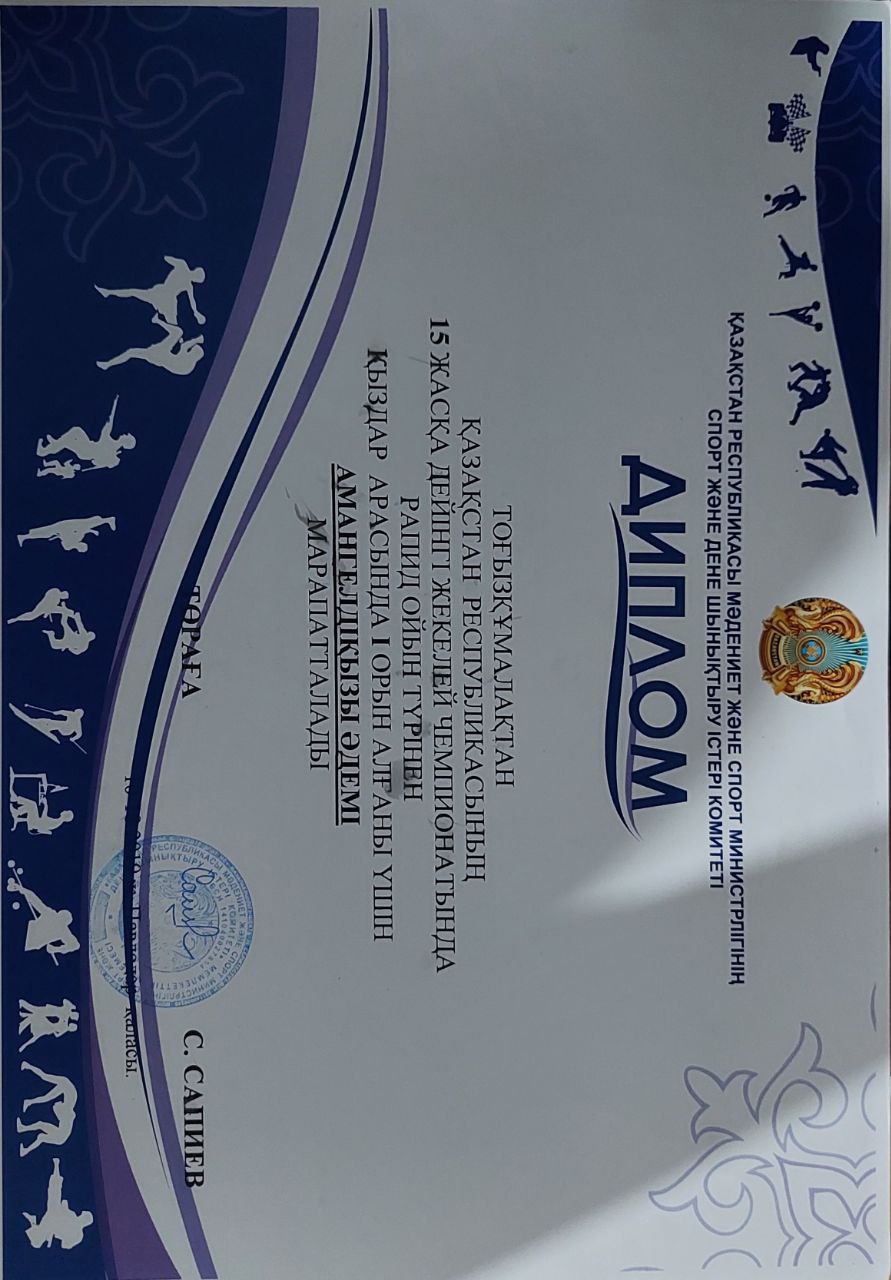 ҚАЗАҚСТАН РЕСПУБЛИКАСЫ МӘДЕНИЕТ ЖӘНЕ СПОРТ МИНИСТРЛІГІНІҢ
СПОРТ ЖӘНЕ ДЕНЕ ШЫНЫҚТЫРУ ІСТЕРІ КОМИТЕТІ
ДИПЛОМ
ТОҒЫЗҚҰМАЛАҚТАН
ҚАЗАҚСТАН РЕСПУБЛИКАСЫНЫҢ
15 ЖАСҚА ДЕЙІНГІ ЖЕКЕЛЕЙ ЧЕМПИОНАТЫНДА
РАПИД ОЙЫН ТҮРІНЕН
ҚЫЗДАР АРАСЫНДА I ОРЫН АЛҒАНЫ ҮШІН
АМАНГЕЛДІҚЫЗЫ ӘДЕМІ
МАРАПАТТАЛАДЫ
ТӨРАҒА С. САПИЕВ
қаласы.